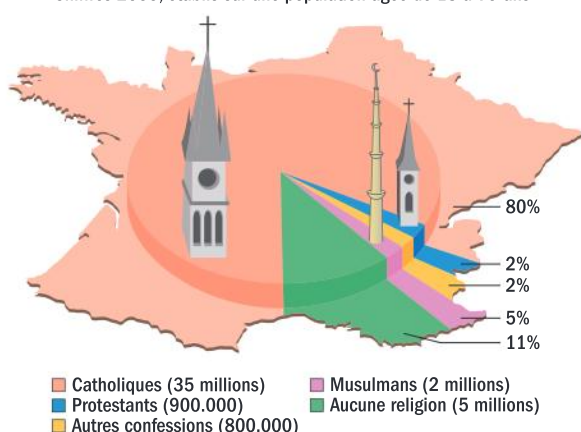 80%
2%
2%
5%
11%
Catholiques (35 millions)
Protestants (900.000)
Autres confessions (800.000)
Musulmans (2 millions)
Aucune religion (5 millions)